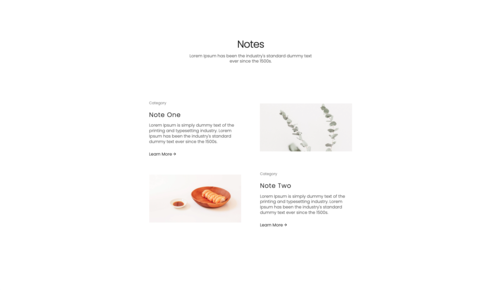 Notes
Lorem Ipsum has been the industry's standard dummy text
ever since the 1500s.
Category
Note One
Lorem Ipsum is simply dummy text of the
printing and typesetting industry. Lorem
Ipsum has been the industry's standard
dummy text ever since the 1500s.
Learn More →
Category
Note Two
Lorem Ipsum is simply dummy text of the
printing and typesetting industry. Lorem
Ipsum has been the industry's standard
dummy text ever since the 1500s.
Learn More →